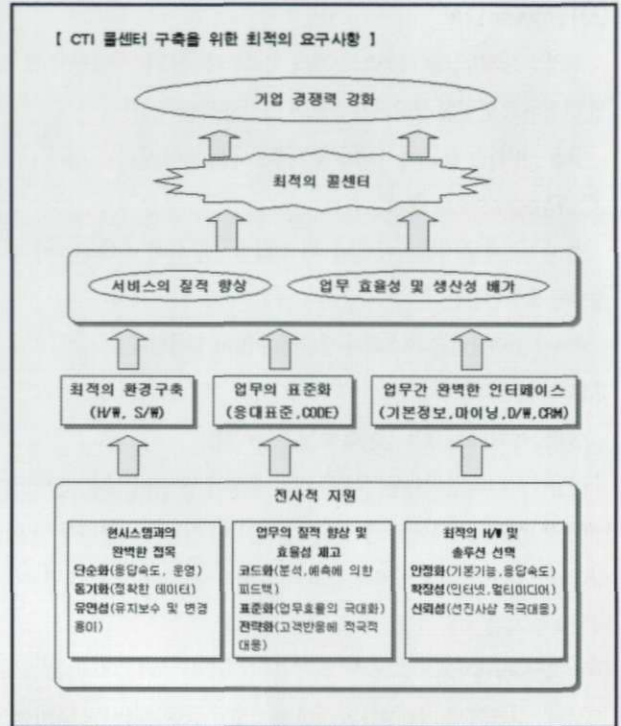 【 CTI 콜센터 구축을 위한 최적의 요구사항 】
기업 경쟁력 강화
최적의 콜센터
서비스의 질적 향상
업무 효율성 및 생산성 배가
최적의 환경구축
(H/W, S/W)
업무의 표준화
(응대표준,CODE)
업무간 완벽한 인터페이스
(기본정보,마이닝,D/W,CRM)
전사적 지원
현시스템과의
완벽한 접목
단순화(응답속도, 운영)
동기화(정확한 데이터)
유연성(유지보수 및 변경
용이)
업무의 질적 향상 및
효율성 제고
코드화(분석,예측에 의한
피드백)
표준화(업무효율의 극대화)
전략화(고객반응에 적극적
대응)
최적의 H/W 및
솔루션 선택
안정화(기본기능,응답속도)
확장성(인터넷,멀티미디어)
신뢰성(선진사삽 적극대응)